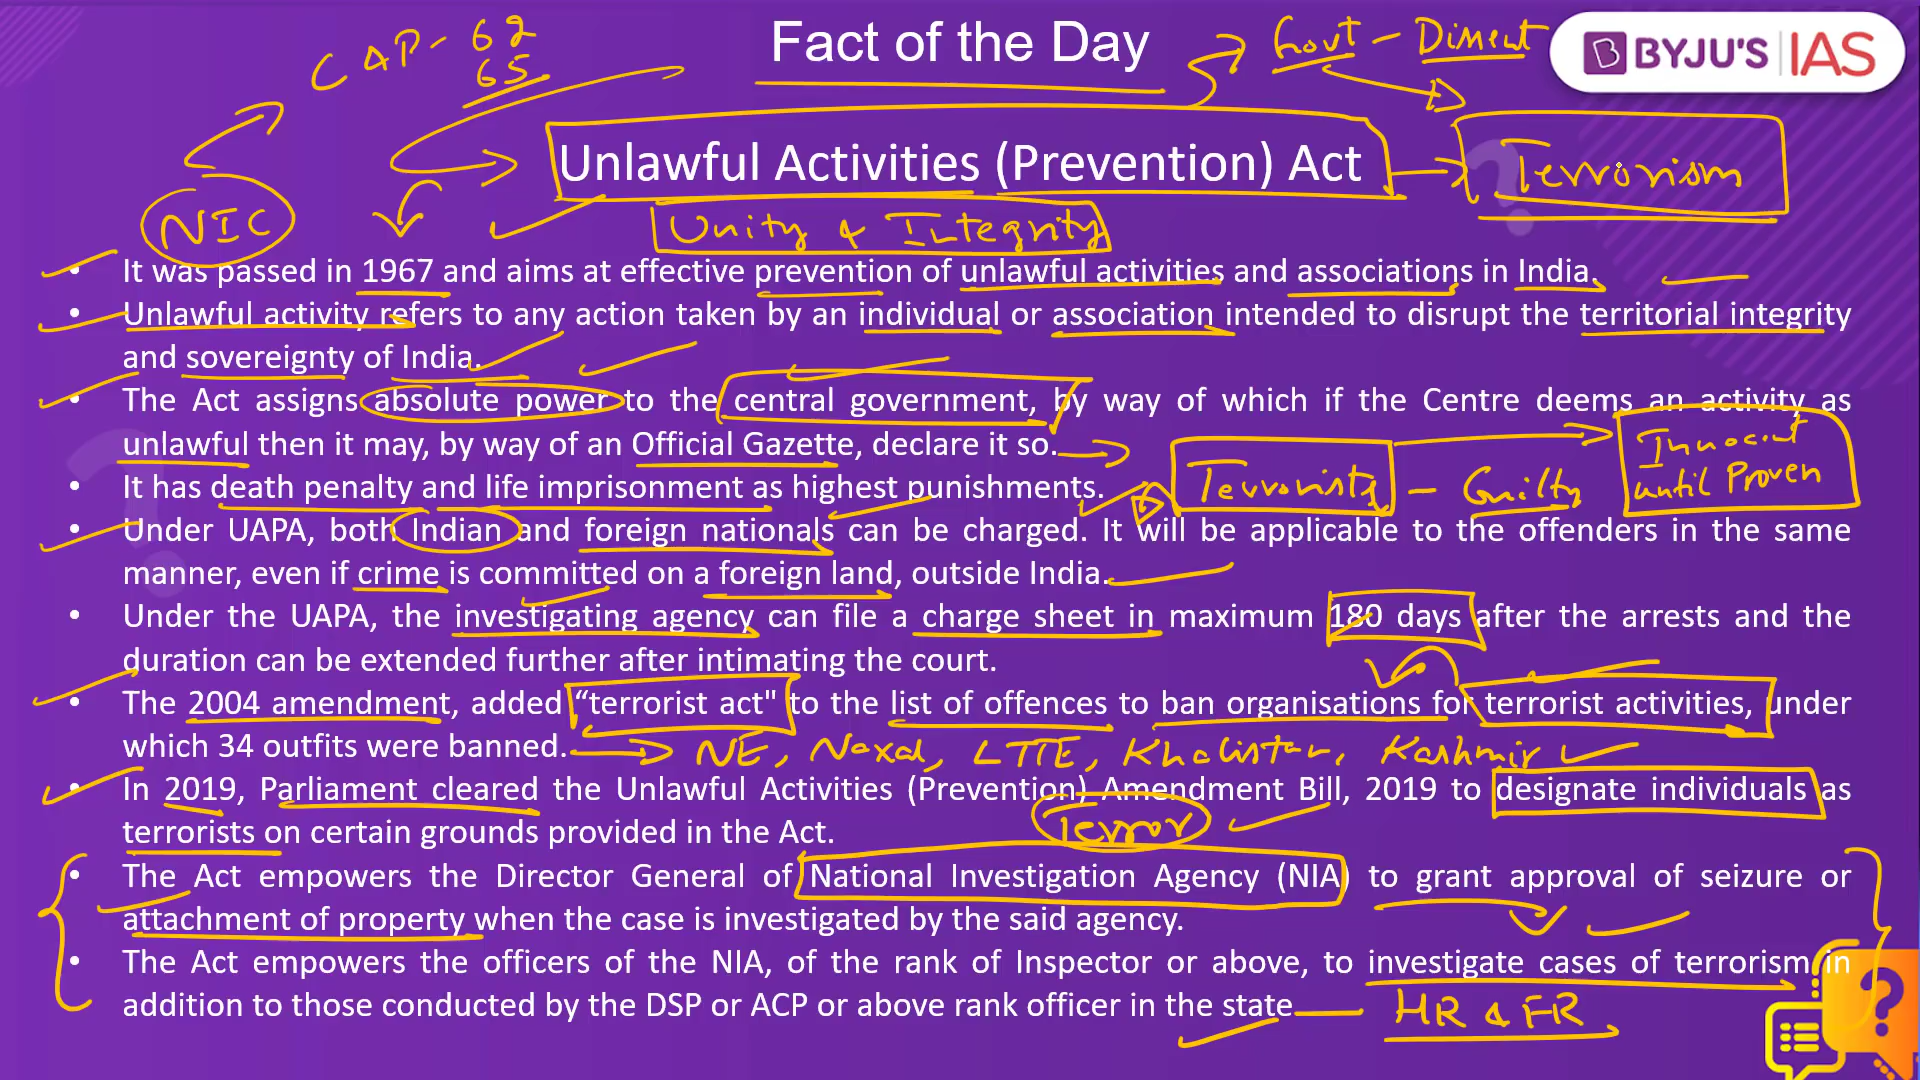 Fact of the Day
CAP - 62
65
Govt - Dissent
BYJU'S IAS
Unlawful Activities (Prevention) Act
Terrorism
NIC
Unity & Integrity
• It was passed in 1967 and aims at effective prevention of unlawful activities and associations in India.
• Unlawful activity refers to any action taken by an individual or association intended to disrupt the territorial integrity
and sovereignty of India.
• The Act assigns absolute power to the central government, by way of which if the Centre deems an activity as
unlawful then it may, by way of an Official Gazette, declare it so.
Innocent
until Proven
Terrorists - Guilty
• It has death penalty and life imprisonment as highest punishments.
• Under UAPA, both Indian and foreign nationals can be charged. It will be applicable to the offenders in the same
manner, even if crime is committed on a foreign land, outside India.
• Under the UAPA, the investigating agency can file a charge sheet in maximum 180 days after the arrests and the
duration can be extended further after intimating the court.
• The 2004 amendment, added “terrorist act" to the list of offences to ban organisations for terrorist activities, under
which 34 outfits were banned.
NE, Naxal, LTTE, Khalistan, Kashmir
• In 2019, Parliament cleared the Unlawful Activities (Prevention) Amendment Bill, 2019 to designate individuals as
terrorists on certain grounds provided in the Act.
Terror
• The Act empowers the Director General of National Investigation Agency (NIA) to grant approval of seizure or
attachment of property when the case is investigated by the said agency.
• The Act empowers the officers of the NIA, of the rank of Inspector or above, to investigate cases of terrorism in
addition to those conducted by the DSP or ACP or above rank officer in the state
HR & FR